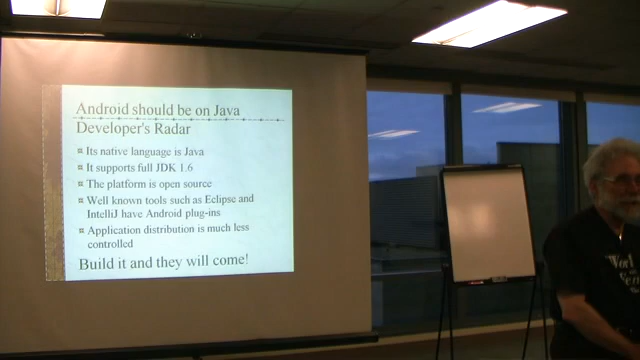 Android should be on Java
Developer's Radar
Its native language is Java
It supports full JDK 1.6
The platform is open source
Well known tools such as Eclipse and
IntelliJ have Android plug-ins
Application distribution is much less
controlled
Build it and they will come!